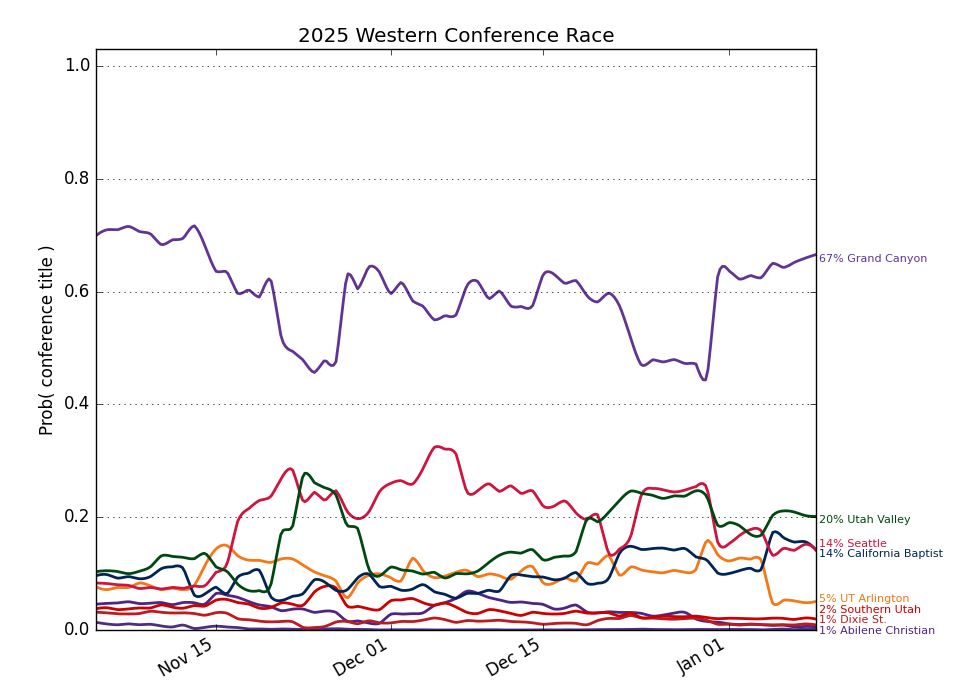 2025 Western Conference Race
Prob( conference title )
1.0
0.8
0.6
0.4
0.2
0.0
Nov 15
Dec 01
Dec 15
Jan 01
67% Grand Canyon
20% Utah Valley
14% Seattle
14% California Baptist
5% UT Arlington
2% Southern Utah
1% Dixie St.
1% Abilene Christian